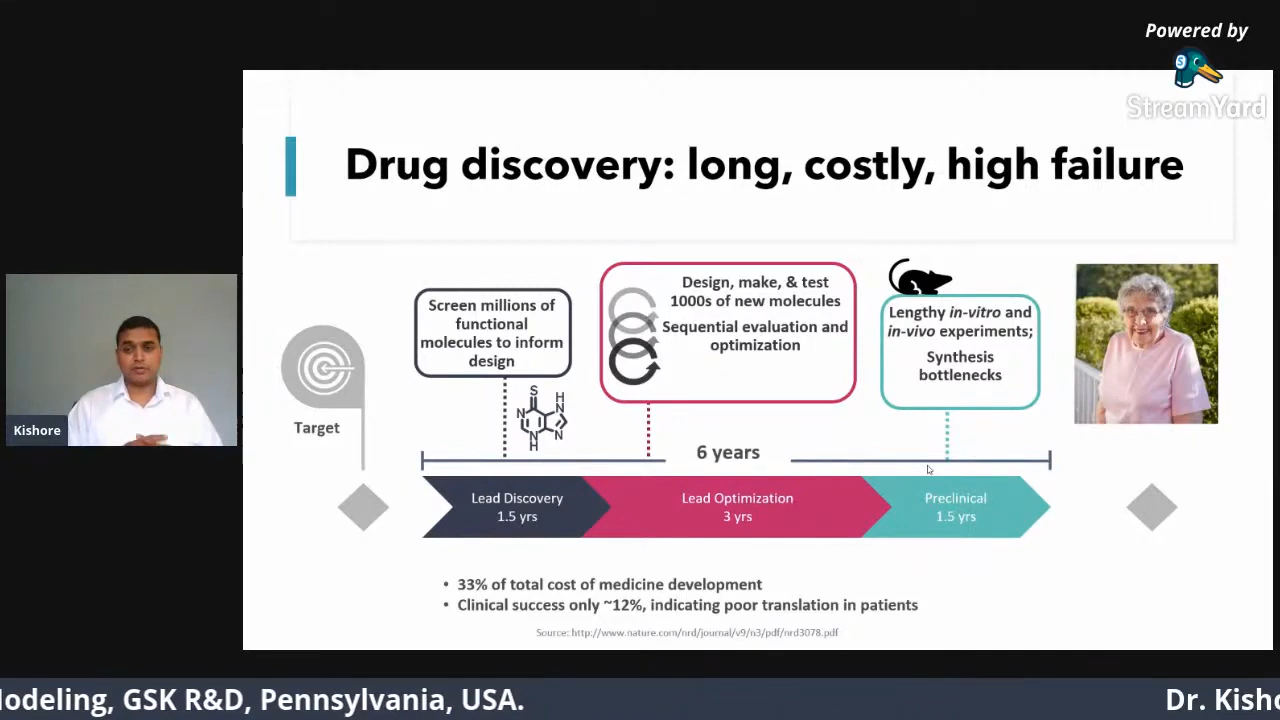 Powered by
StreamYard
Drug discovery: long, costly, high failure
Screen millions of
functional
molecules to inform
design
Design, make, & test
1000s of new molecules
Sequential evaluation and
optimization
Lengthy in-vitro and
in-vivo experiments;
Synthesis
bottlenecks
S
H
N
N
N
N
H
Target
Kishore
6 years
Lead Discovery
1.5 yrs
Lead Optimization
3 yrs
Preclinical
1.5 yrs
• 33% of total cost of medicine development
• Clinical success only ~12%, indicating poor translation in patients
Source: http://www.nature.com/nrd/journal/v9/n3/pdf/nrd3078.pdf
Modeling, GSK R&D, Pennsylvania, USA.
Dr. Kisho